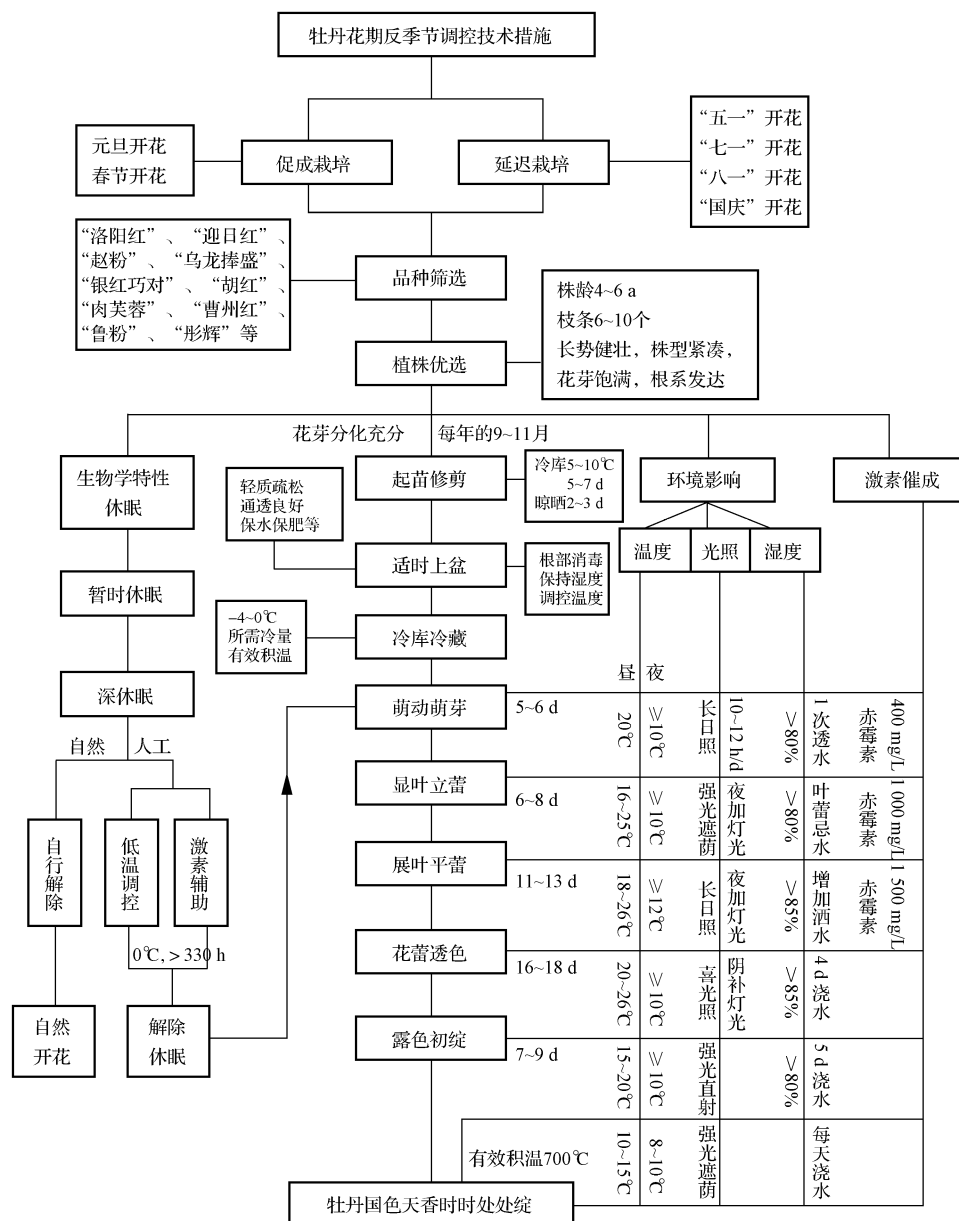 牡丹花期反季节调控技术措施
元旦开花
春节开花
促成栽培
延迟栽培
“五一”开花
“七一”开花
“八一”开花
“国庆”开花
“洛阳红”、“迎日红”、
“赵粉”、“乌龙捧盛”、
“银红巧对”、“胡红”、
“肉芙蓉”、“曹州红”、
“鲁粉”、“彤辉”等
品种筛选
株龄4~6 a
枝条6~10个
长势健壮，株型紧凑，
花芽饱满，根系发达
植株优选
花芽分化充分
每年的9~11月
生物学特性
休眠
暂时休眠
深休眠
自然
人工
自行解除
低温调控
激素辅助
0℃, > 330 h
自然
开花
解除
休眠
轻质疏松
通透良好
保水保肥等
-4~0℃
所需冷量
有效积温
起苗修剪
冷库5~10℃
5~7 d
晾晒2~3 d
适时上盆
根部消毒
保持湿度
调控温度
冷库冷藏
环境影响
激素催成
温度
光照
湿度
昼
夜
萌动萌芽
5~6 d
20℃
≥10℃
长日照
10~12 h/d
>80%
1次透水
赤霉素
400 mg/L
显叶立蕾
6~8 d
16~25℃
≥10℃
强光遮荫
夜加灯光
>80%
叶蕾忌水
赤霉素
1 000 mg/L
展叶平蕾
11~13 d
18~26℃
≥12℃
长日照
夜加灯光
>85%
增加洒水
赤霉素
1 500 mg/L
花蕾透色
16~18 d
20~26℃
≥10℃
喜光照
阴补灯光
>85%
4 d浇水
露色初绽
7~9 d
15~20℃
≥10℃
强光直射
>80%
5 d浇水
有效积温700℃
10~15℃
8~10℃
强光遮荫
每天浇水
牡丹国色天香时时处处绽